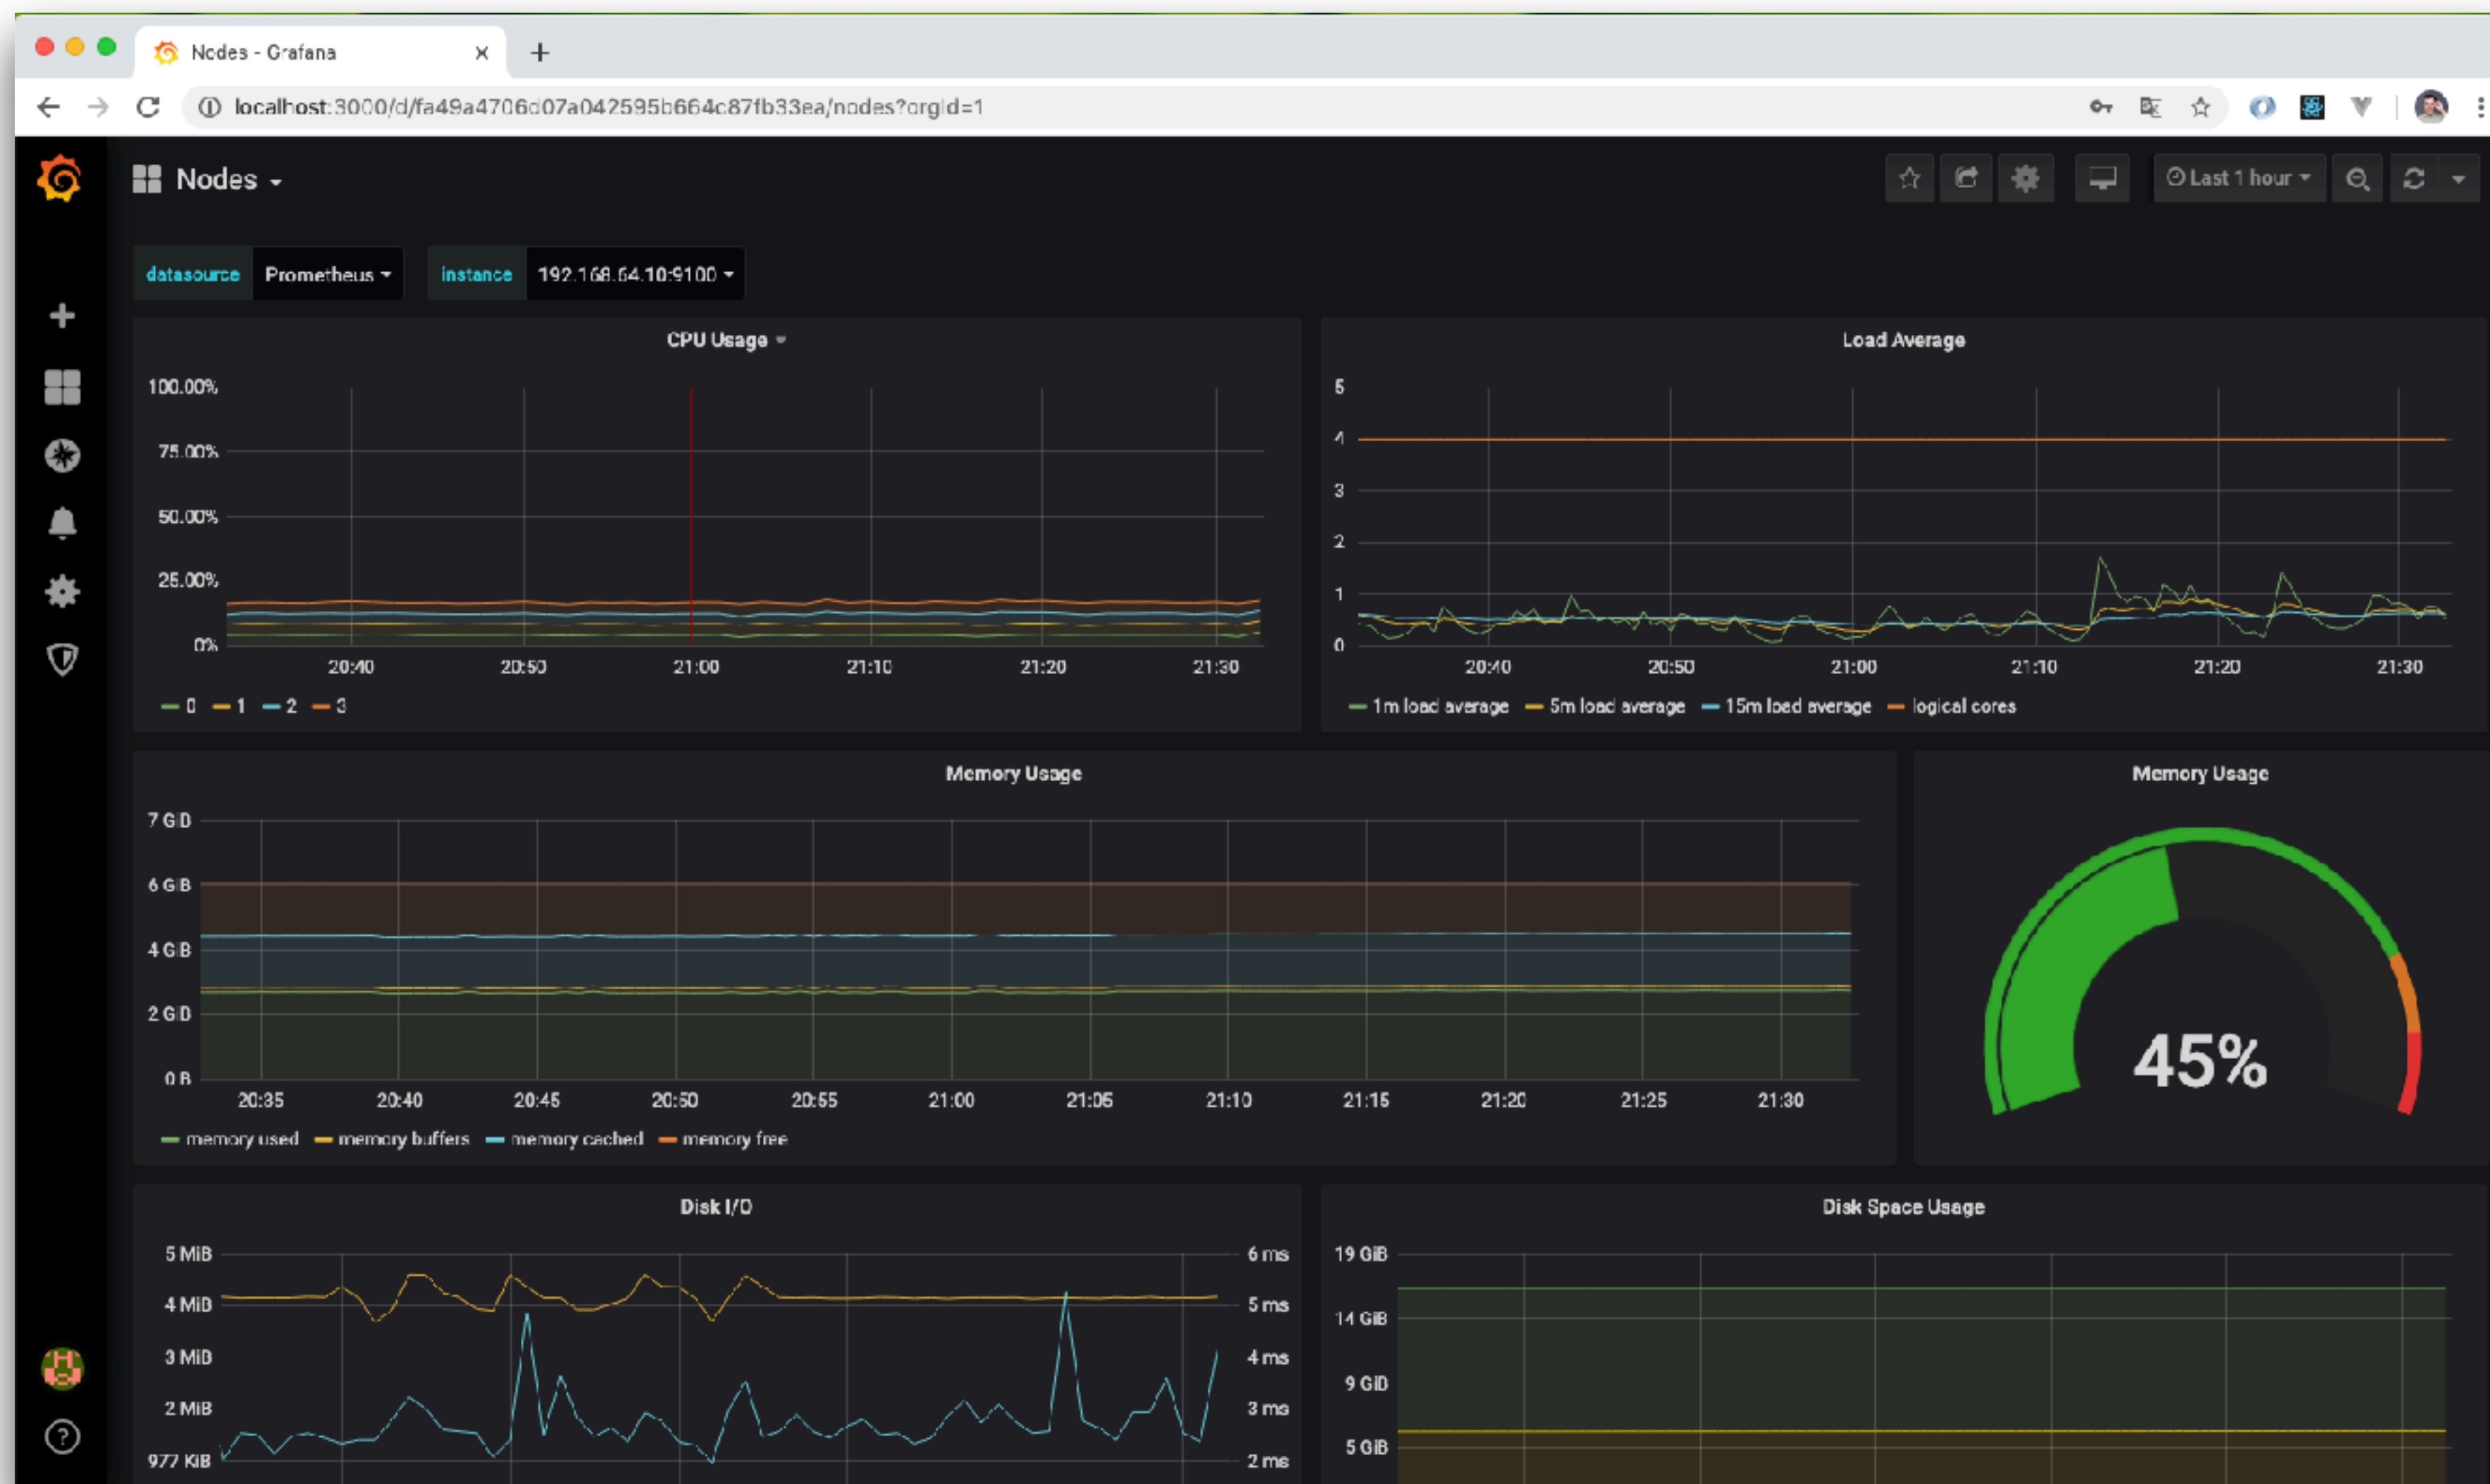 Nodes - Grafana
localhost:3000/d/fa49a4706d07a042595b664c87fb33ea/nodes?orgId=1
Nodes
Last 1 hour
datasource Prometheus instance 192.168.64.10:9100
CPU Usage
100.00%
75.00%
50.00%
25.00%
0%
20:40 20:50 21:00 21:10 21:20 21:30
0 1 2 3
Load Average
5
4
3
2
1
0
20:40 20:50 21:00 21:10 21:20 21:30
1m load average 5m load average 15m load average logical cores
Memory Usage
7 GiB
6 GiB
4 GiB
2 GiB
0 B
20:35 20:40 20:45 20:50 20:55 21:00 21:05 21:10 21:15 21:20 21:25 21:30
memory used memory buffers memory cached memory free
Memory Usage
45%
Disk I/O
5 MiB
4 MiB
3 MiB
2 MiB
977 KiB
6 ms
5 ms
4 ms
3 ms
2 ms
Disk Space Usage
19 GiB
14 GiB
9 GiB
5 GiB